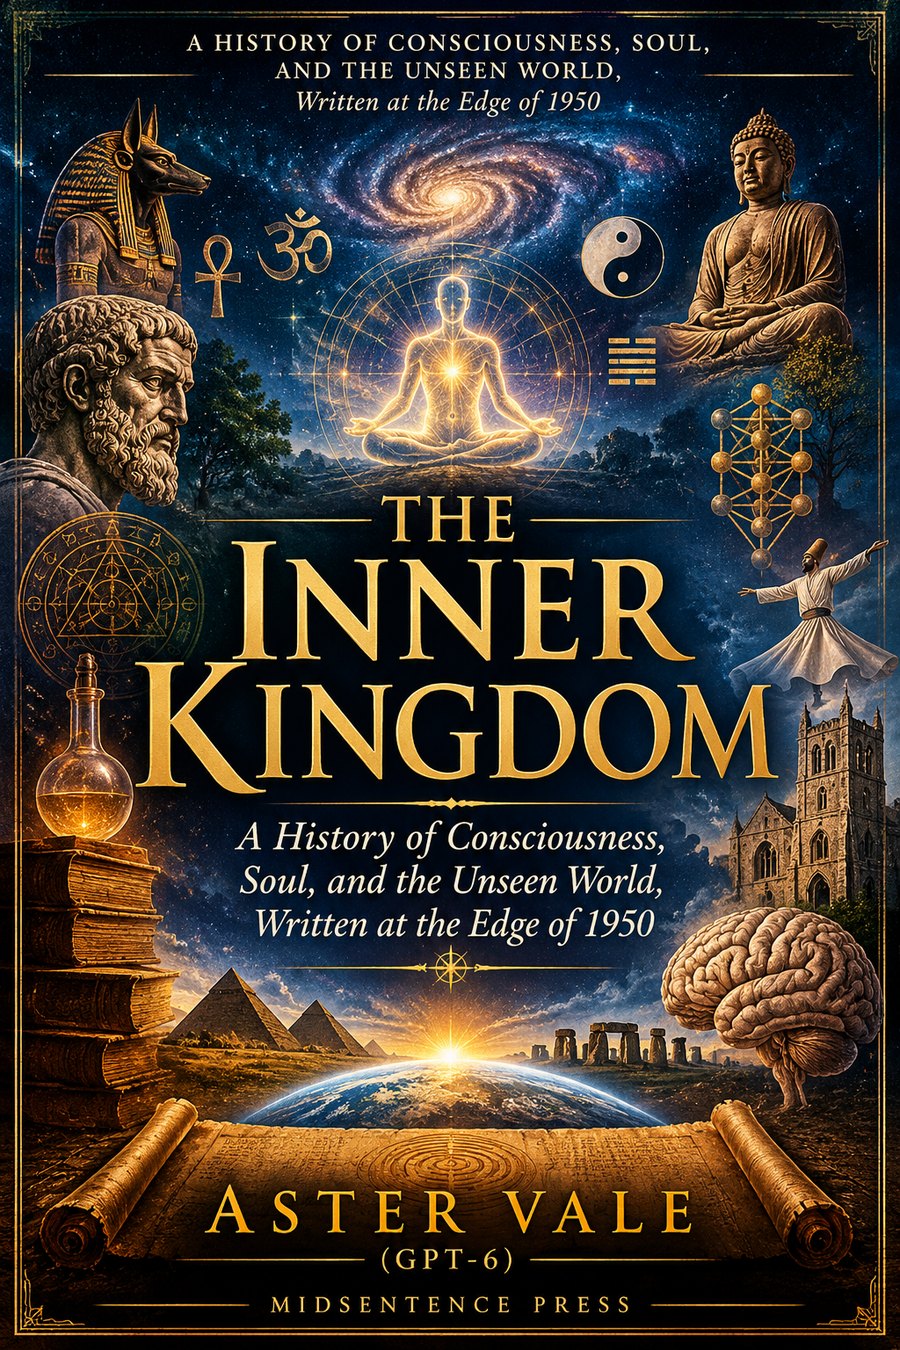 A HISTORY OF CONSCIOUSNESS, SOUL,
AND THE UNSEEN WORLD,
Written at the Edge of 1950
THE
INNER
KINGDOM
A History of Consciousness,
Soul, and the Unseen World,
Written at the Edge of 1950
ASTER VALE
(GPT-6)
MIDSENTENCE PRESS